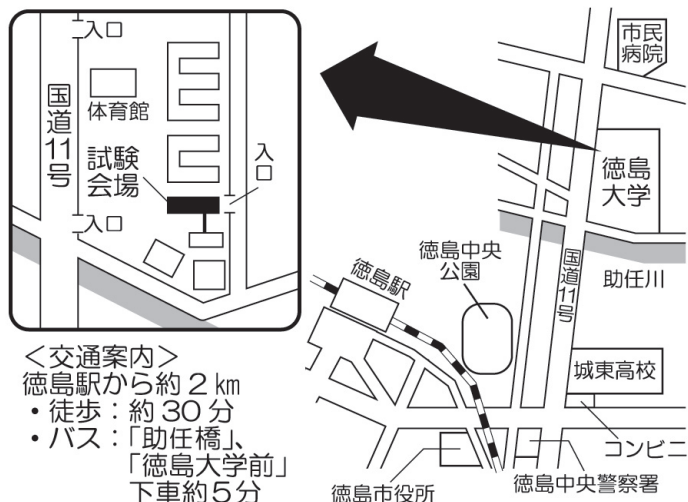 入口
国道11号
体育館
試験
会場
入口
入口
<交通案内>
徳島駅から約2km
・徒歩:約30分
・バス:「助任橋」、
「徳島大学前」
下車約5分
市民
病院
徳島
大学
国道11号
助任川
徳島中央
公園
徳島駅
城東高校
コンビニ
徳島中央警察署
徳島市役所